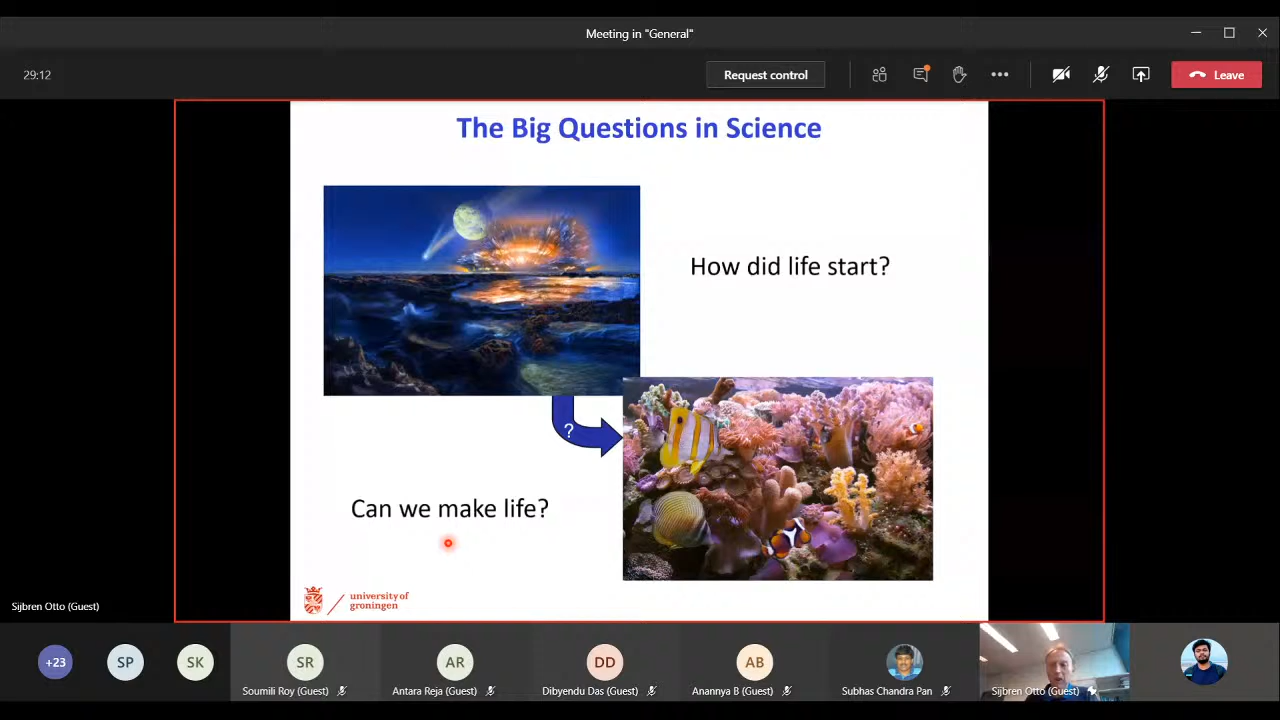 Meeting in "General"
29:12
Request control
Leave
The Big Questions in Science
How did life start?
?
Can we make life?
university of
groningen
Sijbren Otto (Guest)
+23
SP
SK
SR
AR
DD
AB
Soumili Roy (Guest)
Antara Reja (Guest)
Dibyendu Das (Guest)
Anannya B (Guest)
Subhas Chandra Pan
Sijbren Otto (Guest)